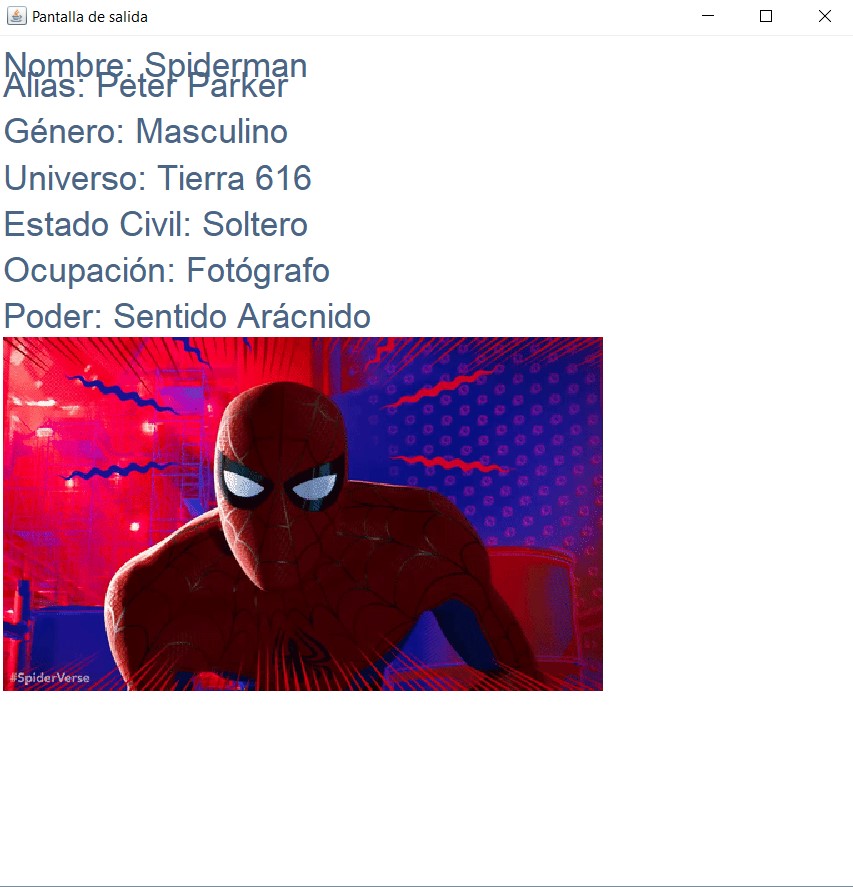 Pantalla de salida
Nombre: Spiderman
Alias: Peter Parker
Género: Masculino
Universo: Tierra 616
Estado Civil: Soltero
Ocupación: Fotógrafo
Poder: Sentido Arácnido
#SpiderVerse